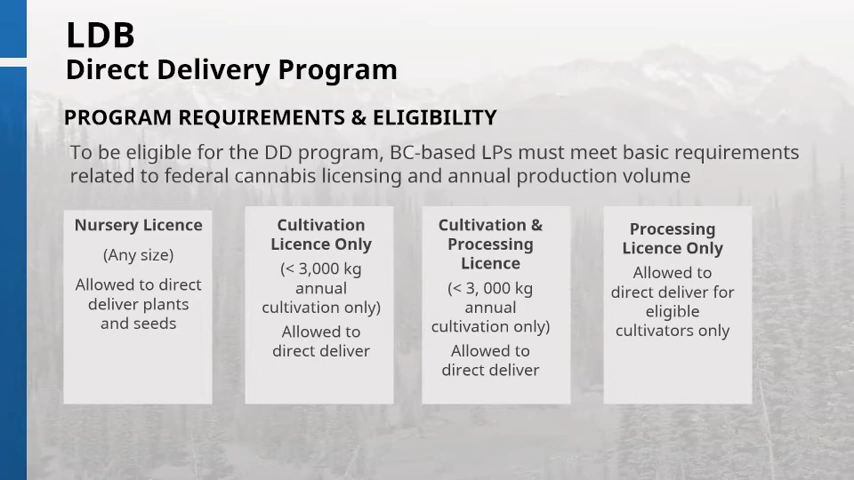 LDB
Direct Delivery Program
PROGRAM REQUIREMENTS & ELIGIBILITY
To be eligible for the DD program, BC-based LPs must meet basic requirements
related to federal cannabis licensing and annual production volume
Nursery Licence
(Any size)
Allowed to direct
deliver plants
and seeds
Cultivation
Licence Only
(< 3,000 kg
annual
cultivation only)
Allowed to
direct deliver
Cultivation &
Processing
Licence
(< 3, 000 kg
annual
cultivation only)
Allowed to
direct deliver
Processing
Licence Only
Allowed to
direct deliver for
eligible
cultivators only